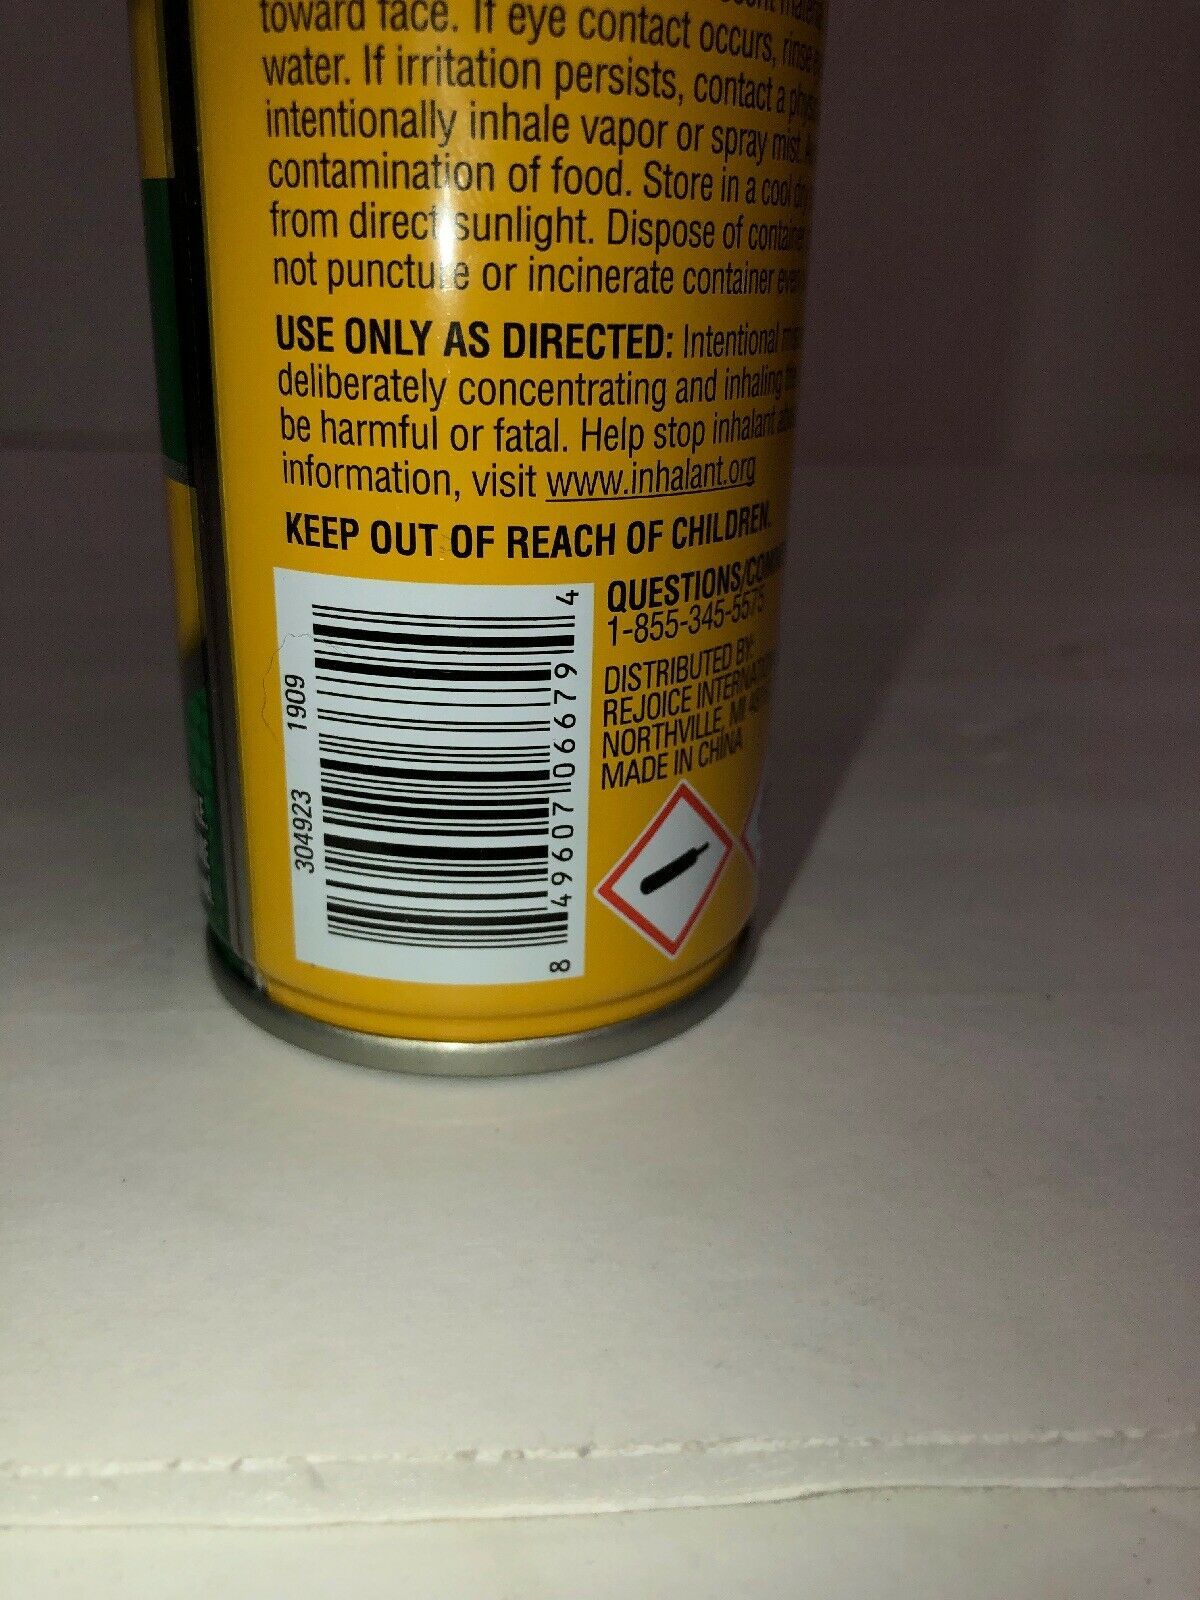 toward face. If eye contact occurs, rinse
water. If irritation persists, contact a
intentionally inhale vapor or spray mist.
contamination of food. Store in a cool dry
from direct sunlight. Dispose of container
not puncture or incinerate container
USE ONLY AS DIRECTED: Intentional
deliberately concentrating and inhaling
be harmful or fatal. Help stop inhalant
information, visit www.inhalant.org
KEEP OUT OF REACH OF CHILDREN.
QUESTIONS/
1-855-345-5575
DISTRIBUTED BY:
REJOICE
NORTHVILLE, MI
MADE IN CHINA
304923 1909
8 49607 06679 4